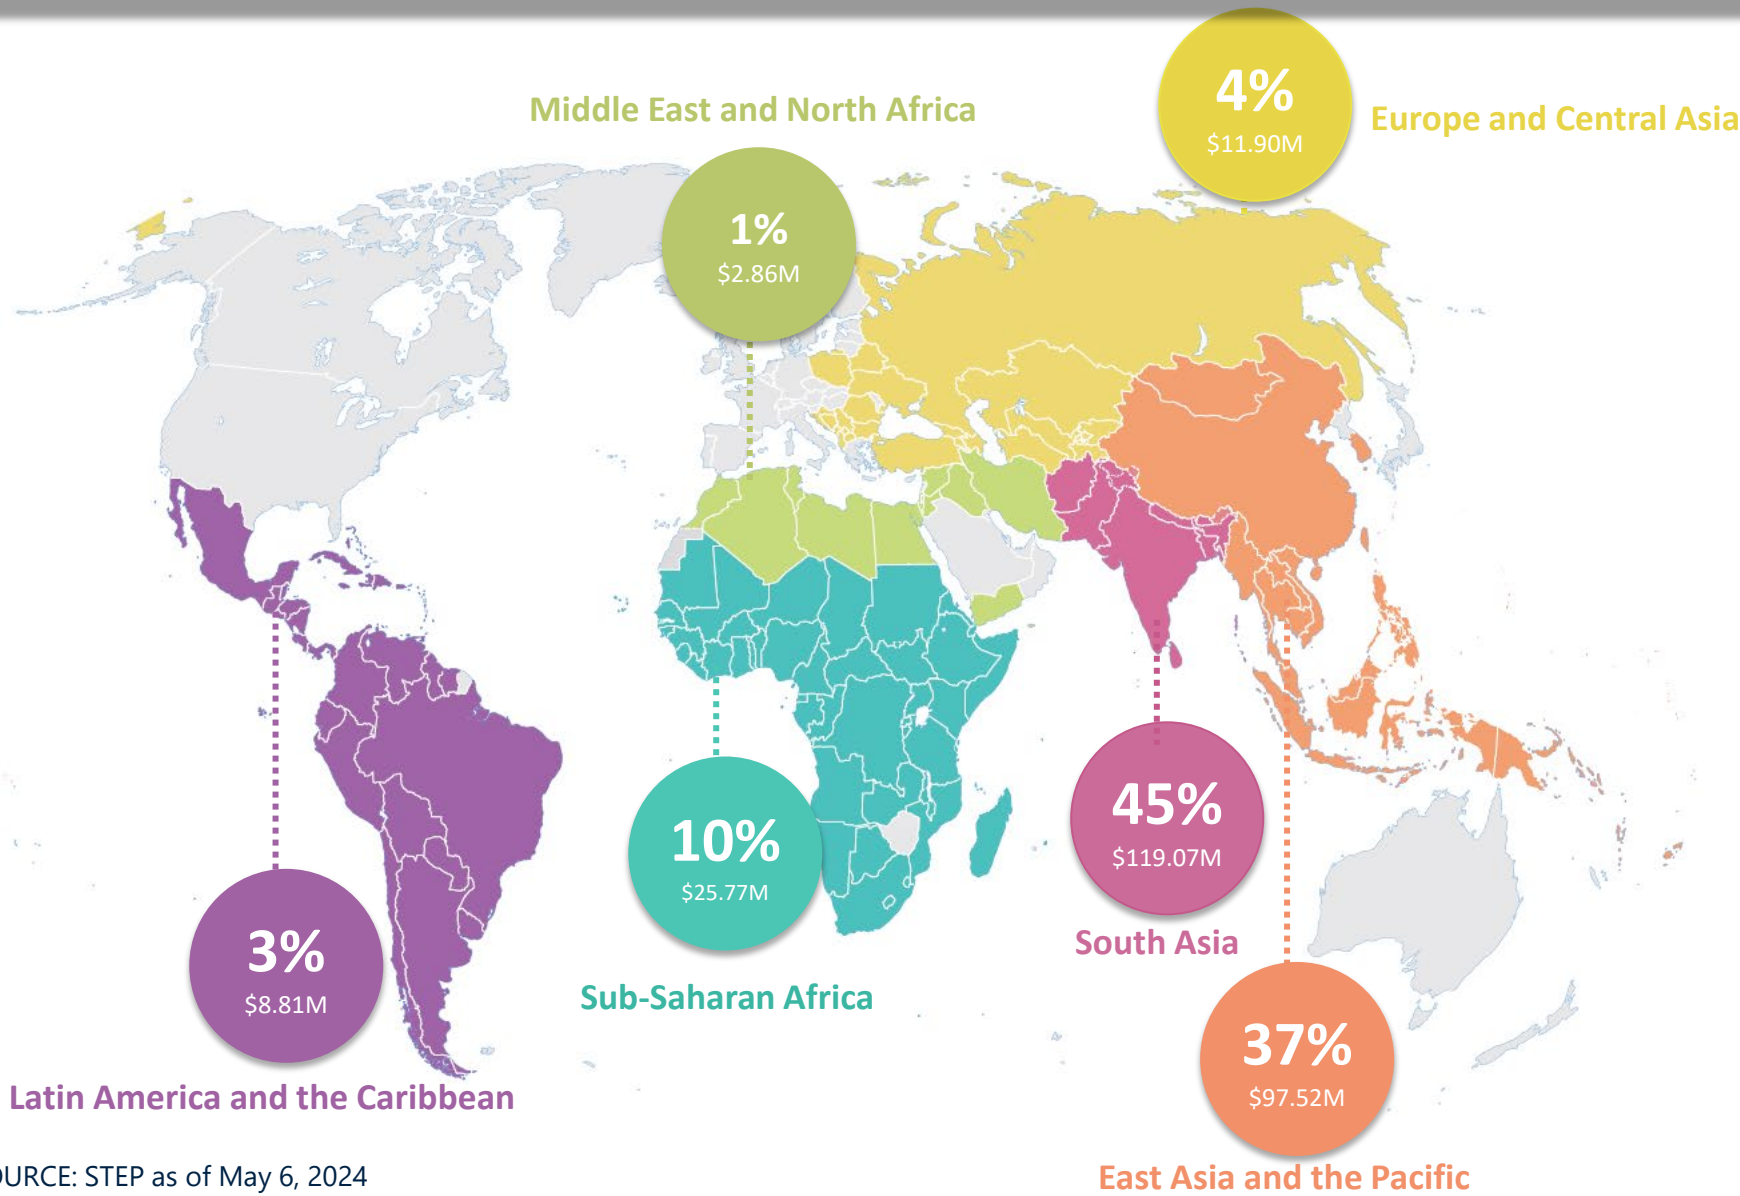 4%
$11.90M
Europe and Central Asia
Middle East and North Africa
1%
$2.86M
45%
$119.07M
South Asia
10%
$25.77M
Sub-Saharan Africa
3%
$8.81M
Latin America and the Caribbean
37%
$97.52M
East Asia and the Pacific
OURCE: STEP as of May 6, 2024